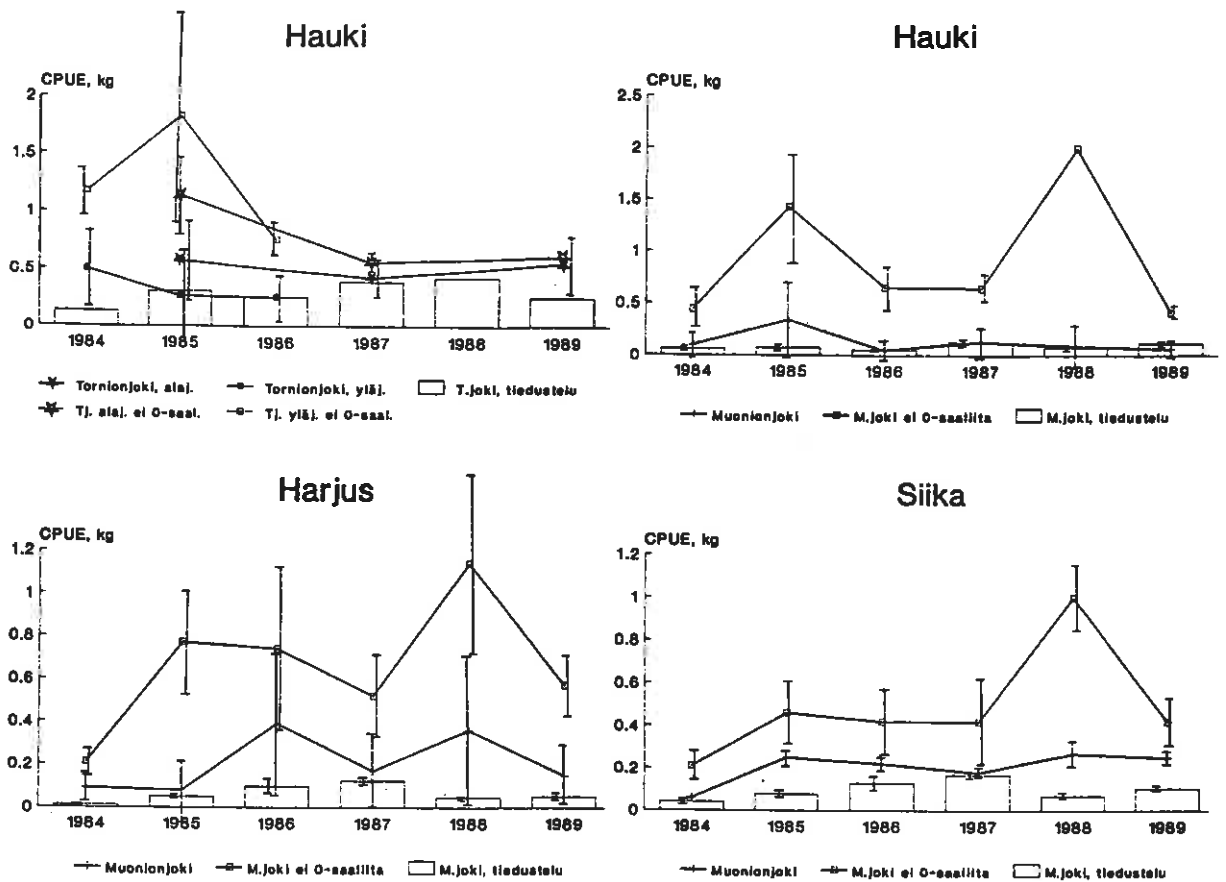 Hauki
CPUE, kg
2
1.5
1
0.5
0
1984 1985 1986 1987 1988 1989
Tornionjoki, alaj. Tornionjoki, yläj. T.joki, tiedustelu
Tj. alaj. ei 0-saal. Tj. yläj. ei 0-saal.
Hauki
CPUE, kg
2.5
2
1.5
1
0.5
0
1984 1985 1986 1987 1988 1989
Muonionjoki M.joki ei 0-saaliita M.joki, tiedustelu
Harjus
CPUE, kg
1.2
1
0.8
0.6
0.4
0.2
0
1984 1985 1986 1987 1988 1989
Muonionjoki M.joki ei 0-saaliita M.joki, tiedustelu
Siika
CPUE, kg
1.2
1
0.8
0.6
0.4
0.2
0
1984 1985 1986 1987 1988 1989
Muonionjoki M.joki ei 0-saaliita M.joki, tiedustelu